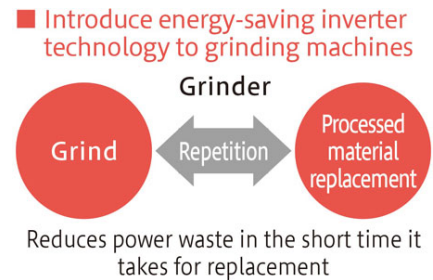 ■ Introduce energy-saving inverter
technology to grinding machines
Grinder
Grind
Repetition
Processed
material
replacement
Reduces power waste in the short time it
takes for replacement